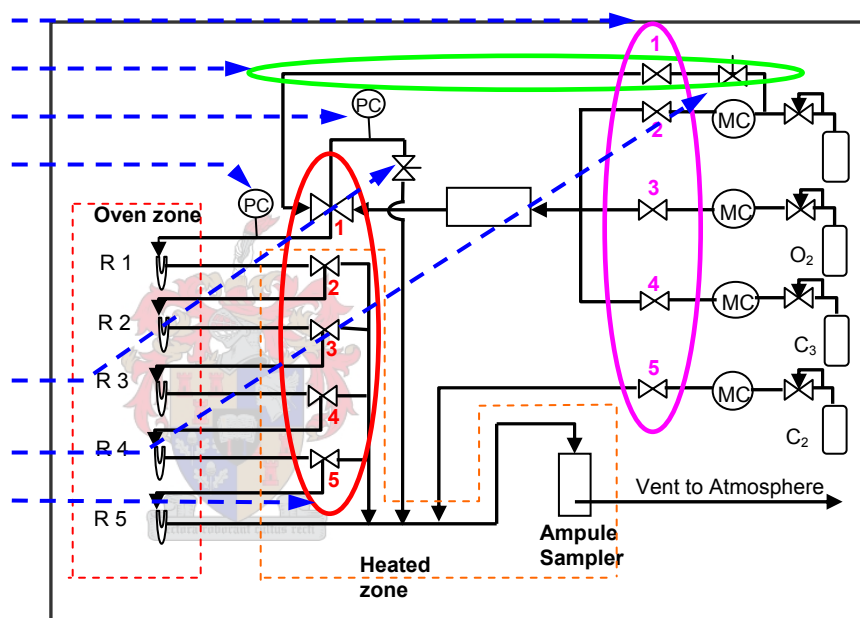 1
PC
MC
2
PC
Oven zone
3
MC
1
O₂
R 1
2
R 2
4
MC
3
C₃
R 3
4
5
MC
C₂
R 4
5
Vent to Atmosphere
R 5
Ampule
Sampler
Heated
zone